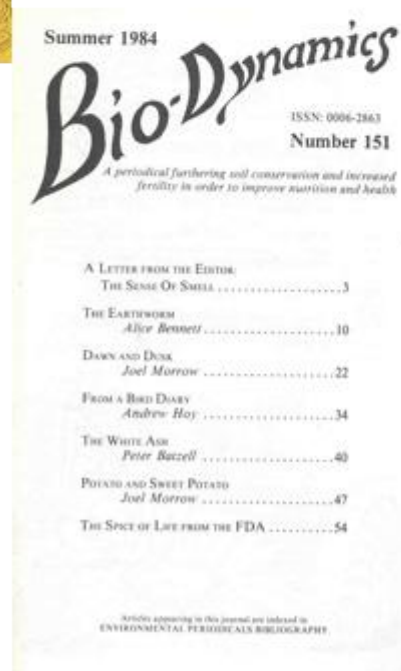 Summer 1984
Bio-Dynamics
ISSN: 0006-2863
Number 151
A periodical furthering soil conservation and increased
fertility in order to improve nutrition and health
A LETTER FROM THE EDITOR:
THE SENSE OF SMELL ...................3
THE EARTHWORM
Alice Bennett ......................10
DAWN AND DUSK
Joel Morrow ......................22
FROM A BIRD DIARY
Andrew Hoy ......................34
THE WHITE ASH
Peter Batzell ......................40
POTATO AND SWEET POTATO
Joel Morrow ......................47
THE SPICE OF LIFE FROM THE FDA ..........54
Articles appearing in this journal are indexed in
ENVIRONMENTAL PERIODICALS BIBLIOGRAPHY